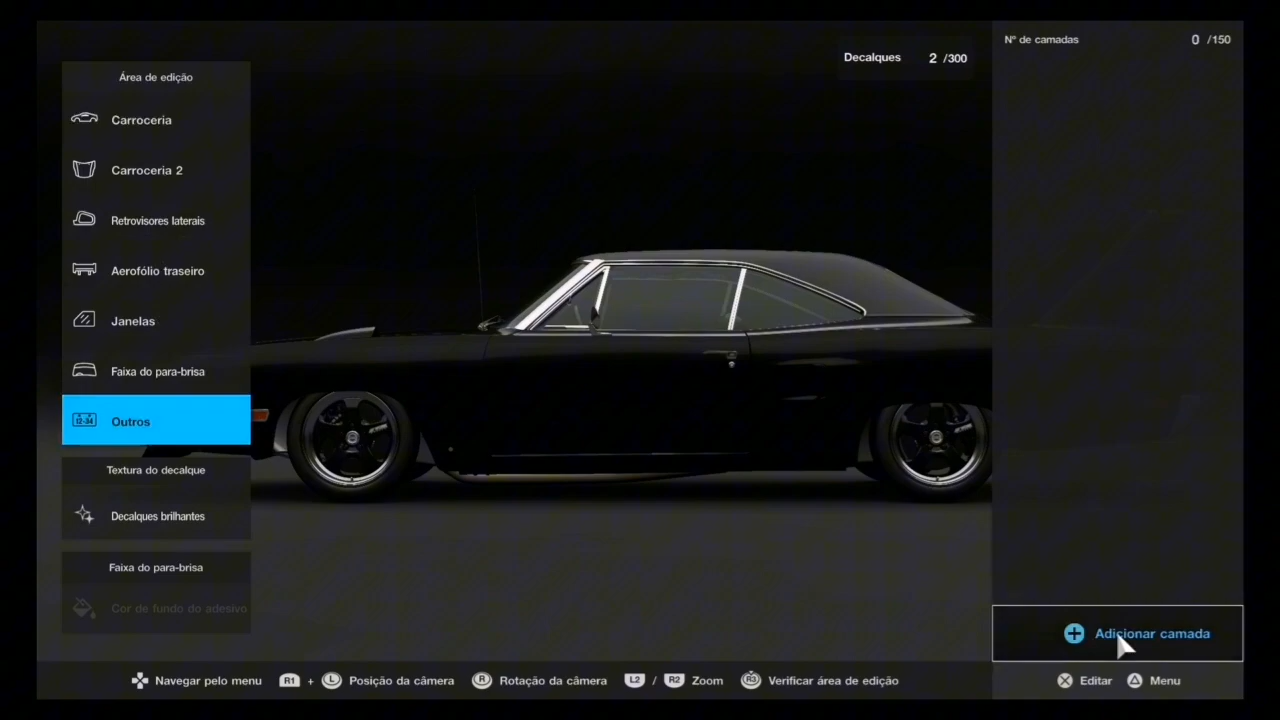 Nº de camadas 0 /150
Decalques 2 /300
Área de edição
Carroceria
Carroceria 2
Retrovisores laterais
Aerofólio traseiro
Janelas
Faixa do para-brisa
12-34 Outros
Textura do decalque
Decalques brilhantes
Faixa do para-brisa
Cor de fundo do adesivo
Adicionar camada
Navegar pelo menu R1 + L Posição da câmera R Rotação da câmera L2 / R2 Zoom R3 Verificar área de edição Editar Menu